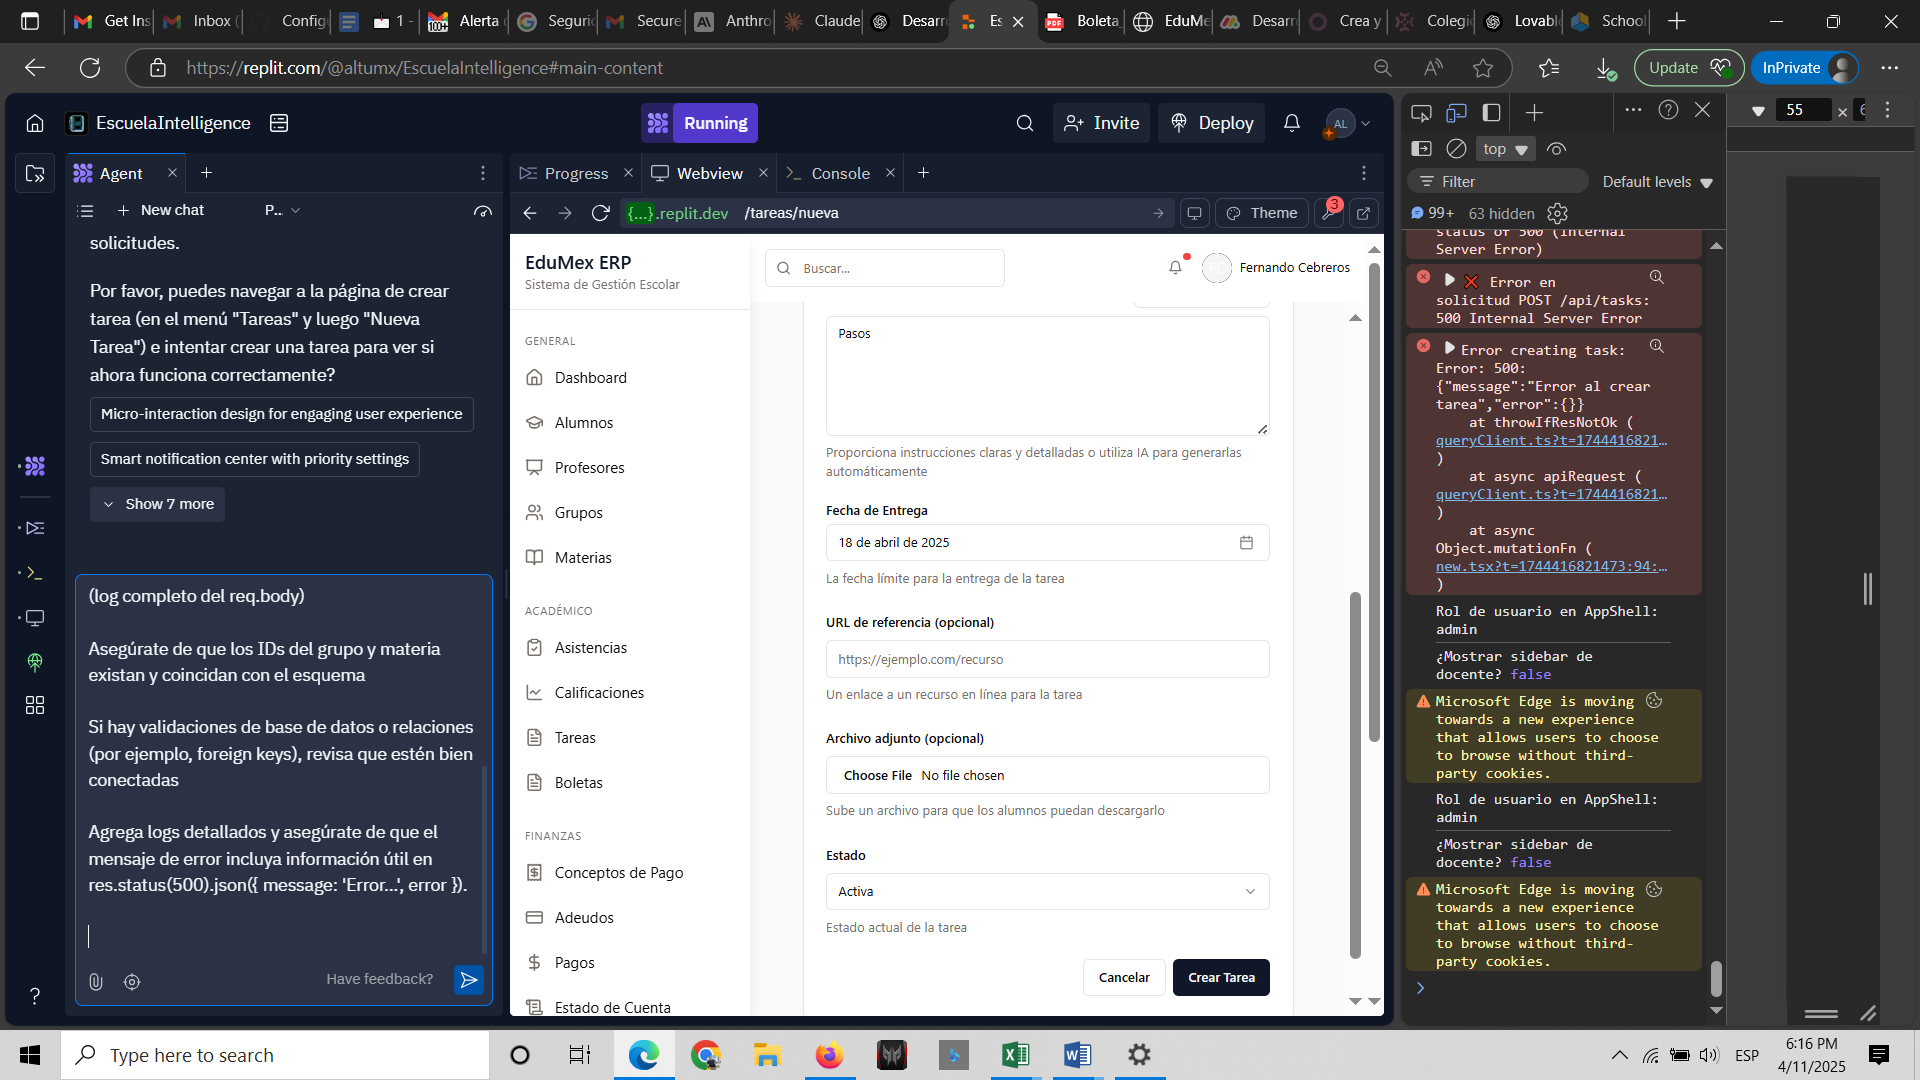 Get Ins
Inbox (
Config
1 -
Alerta
Seguri
Secure
Anthro
Claude
Desarr
Es
Boleta
EduMe
Desarr
Crea y
Colegi
Lovabl
School
https://replit.com/@altumx/EscuelaIntelligence#main-content
Update
InPrivate
EscuelaIntelligence
Running
Invite
Deploy
AL
Agent
New chat
P...
solicitudes.
Por favor, puedes navegar a la página de crear
tarea (en el menú "Tareas" y luego "Nueva
Tarea") e intentar crear una tarea para ver si
ahora funciona correctamente?
Micro-interaction design for engaging user experience
Smart notification center with priority settings
Show 7 more
(log completo del req.body)
Asegúrate de que los IDs del grupo y materia
existan y coincidan con el esquema
Si hay validaciones de base de datos o relaciones
(por ejemplo, foreign keys), revisa que estén bien
conectadas
Agrega logs detallados y asegúrate de que el
mensaje de error incluya información útil en
res.status(500).json({ message: 'Error...', error }).
Have feedback?
Progress
Webview
Console
{...}.replit.dev /tareas/nueva
Theme
3
EduMex ERP
Sistema de Gestión Escolar
GENERAL
Dashboard
Alumnos
Profesores
Grupos
Materias
ACADÉMICO
Asistencias
Calificaciones
Tareas
Boletas
FINANZAS
Conceptos de Pago
Adeudos
Pagos
Estado de Cuenta
Buscar...
FC
Fernando Cebreros
Pasos
Proporciona instrucciones claras y detalladas o utiliza IA para generarlas
automáticamente
Fecha de Entrega
18 de abril de 2025
La fecha límite para la entrega de la tarea
URL de referencia (opcional)
https://ejemplo.com/recurso
Un enlace a un recurso en línea para la tarea
Archivo adjunto (opcional)
Choose File No file chosen
Sube un archivo para que los alumnos puedan descargarlo
Estado
Activa
Estado actual de la tarea
Cancelar
Crear Tarea
55
×
top
Filter
Default levels
99+
63 hidden
status of 500 (Internal
Server Error)
❌ Error en
solicitud POST /api/tasks:
500 Internal Server Error
Error creating task:
Error: 500:
{"message":"Error al crear
tarea","error":{}}
at throwIfResNotOk (
queryClient.ts?t=1744416821…
)
at async apiRequest (
queryClient.ts?t=1744416821…
)
at async
Object.mutationFn (
new.tsx?t=1744416821473:94:…
)
Rol de usuario en AppShell:
admin
¿Mostrar sidebar de
docente? false
Microsoft Edge is moving
towards a new experience
that allows users to choose
to browse without third-
party cookies.
Rol de usuario en AppShell:
admin
¿Mostrar sidebar de
docente? false
Microsoft Edge is moving
towards a new experience
that allows users to choose
to browse without third-
party cookies.
Type here to search
ESP
6:16 PM
4/11/2025